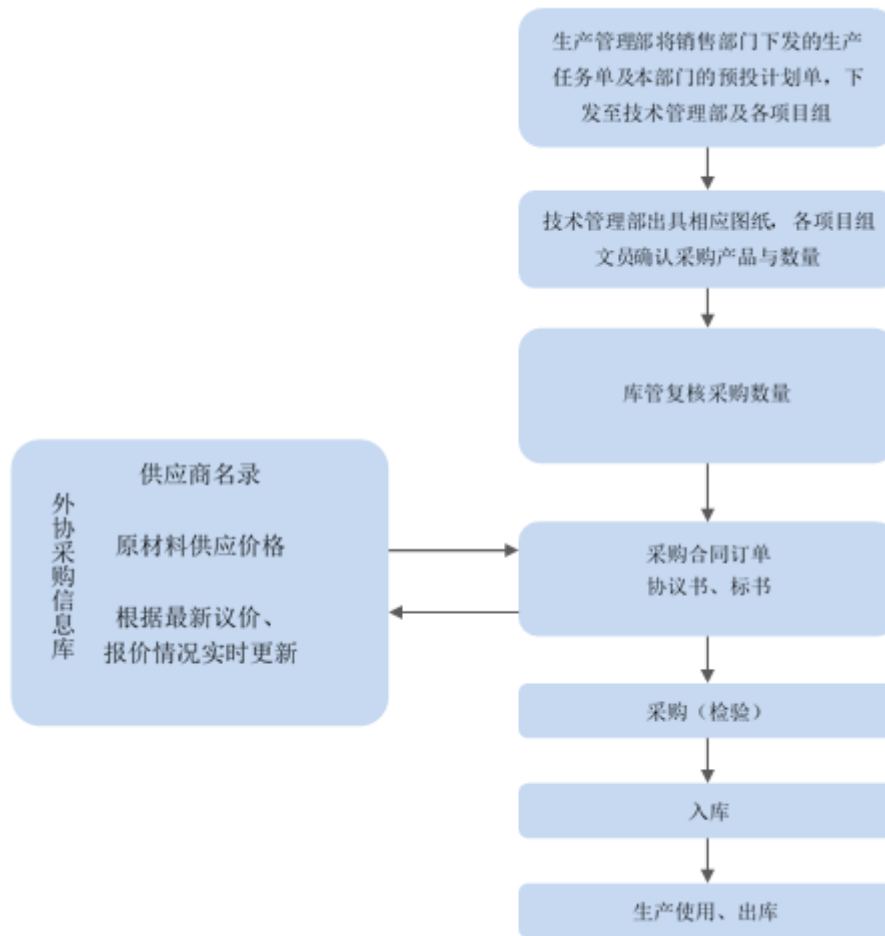 生产管理部将销售部门下发的生产
任务单及本部门的预投计划单，下
发至技术管理部及各项目组
技术管理部出具相应图纸，各项目组
文员确认采购产品与数量
库管复核采购数量
外协采购信息库
供应商名录
原材料供应价格
根据最新议价、
报价情况实时更新
采购合同订单
协议书、标书
采购（检验）
入库
生产使用、出库